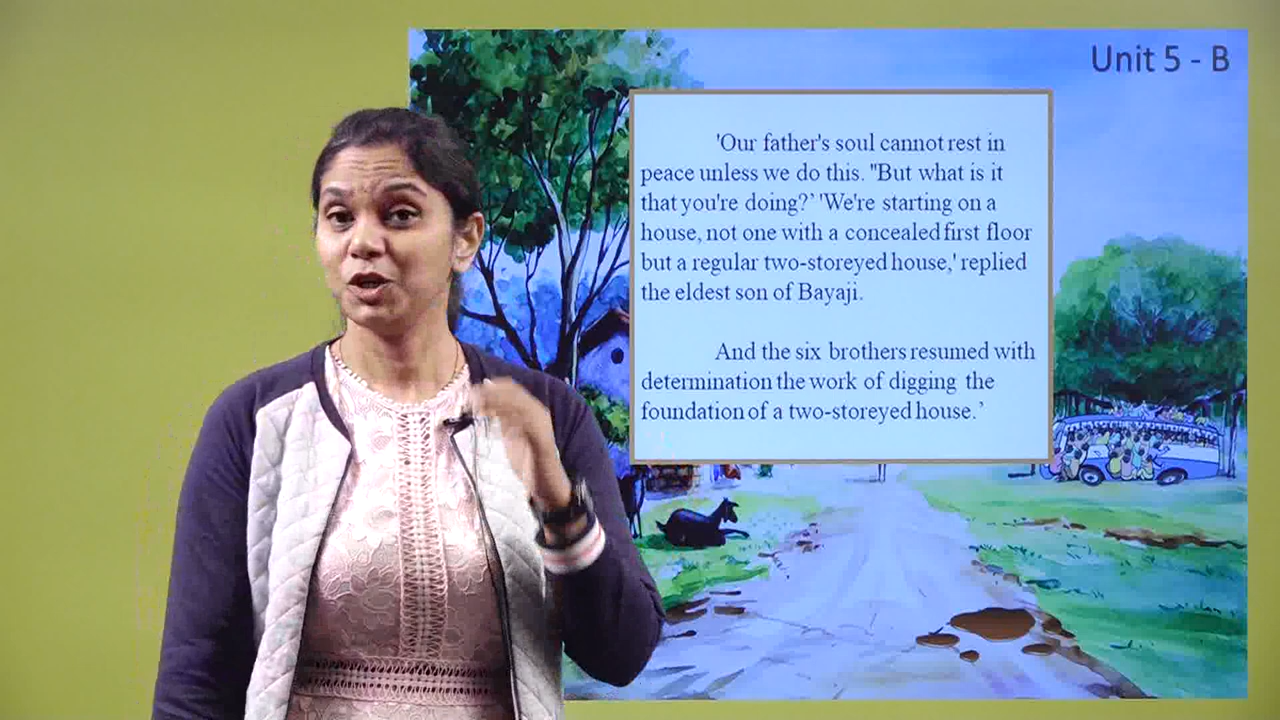 Unit 5 - B
'Our father's soul cannot rest in
peace unless we do this. "But what is it
that you're doing?’ 'We're starting on a
house, not one with a concealed first floor
but a regular two-storeyed house,' replied
the eldest son of Bayaji.
And the six brothers resumed with
determination the work of digging the
foundation of a two-storeyed house.’